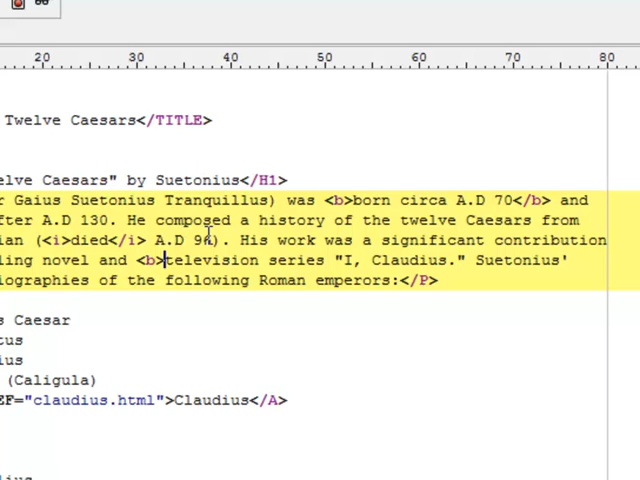 20 30 40 50 60 70 80
Twelve Caesars</TITLE>
elve Caesars" by Suetonius</H1>
r Gaius Suetonius Tranquillus) was <b>born circa A.D 70</b> and
fter A.D 130. He composed a history of the twelve Caesars from
ian (<i>died</i> A.D 96). His work was a significant contribution
ling novel and <b>television series "I, Claudius." Suetonius'
iographies of the following Roman emperors:</P>
s Caesar
tus
ius
(Caligula)
EF="claudius.html">Claudius</A>